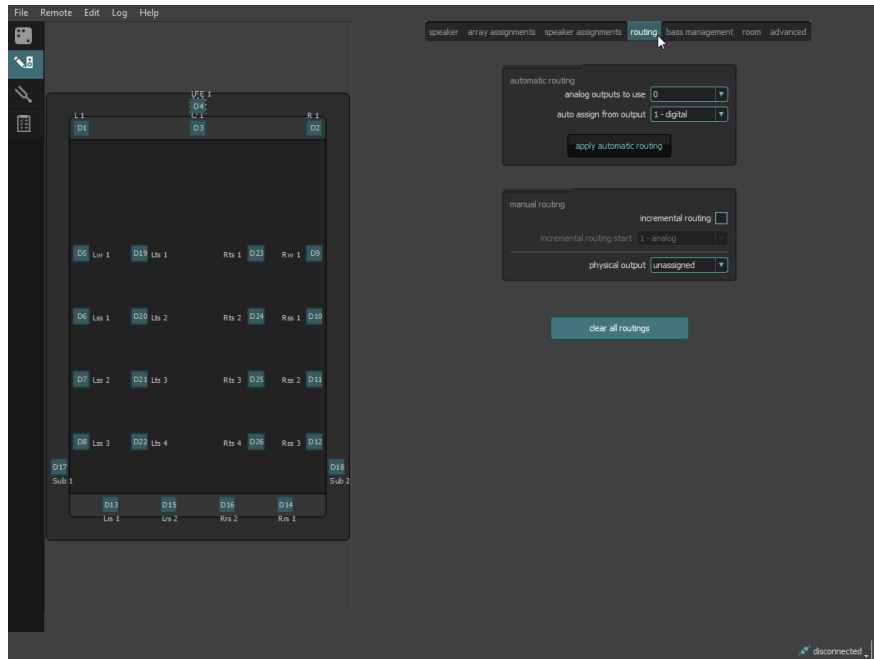 File Remote Edit Log Help
speaker array assignments speaker assignments routing bass management room advanced
automatic routing
analog outputs to use 0
auto assign from output 1 - digital
apply automatic routing
manual routing
incremental routing
incremental routing start 1 - analog
physical output unassigned
clear all routings
LFE 1
D4
L 1 C 1 R 1
D1 D3 D2
D5 Lw 1 D19 Lts 1 Rts 1 D23 Rw 1 D9
D6 Lss 1 D20 Lts 2 Rts 2 D24 Rss 1 D10
D7 Lss 2 D21 Lts 3 Rts 3 D25 Rss 2 D11
D8 Lss 3 D22 Lts 4 Rts 4 D26 Rss 3 D12
D17 D18
Sub 1 Sub 2
D13 D15 D16 D14
Lrs 1 Lrs 2 Rrs 2 Rrs 1
disconnected